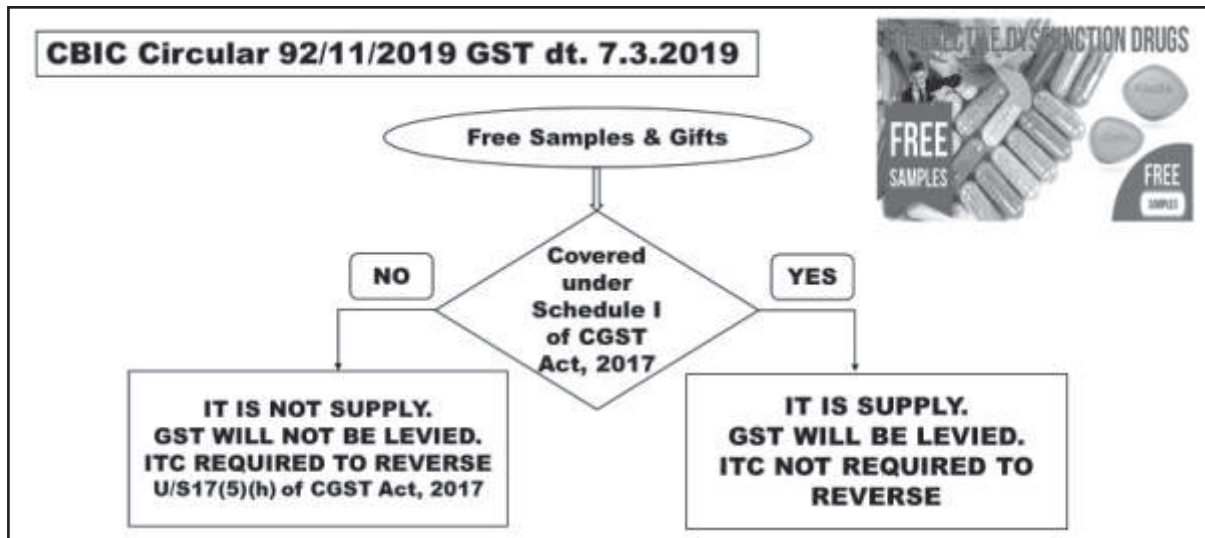 CBIC Circular 92/11/2019 GST dt. 7.3.2019
DYSFUNCTION DRUGS
FREE
SAMPLES
FREE
SAMPLES
Free Samples & Gifts
NO
YES
Covered
under
Schedule I
of CGST
Act, 2017
IT IS NOT SUPPLY.
GST WILL NOT BE LEVIED.
ITC REQUIRED TO REVERSE
U/S17(5)(h) of CGST Act, 2017
IT IS SUPPLY.
GST WILL BE LEVIED.
ITC NOT REQUIRED TO
REVERSE